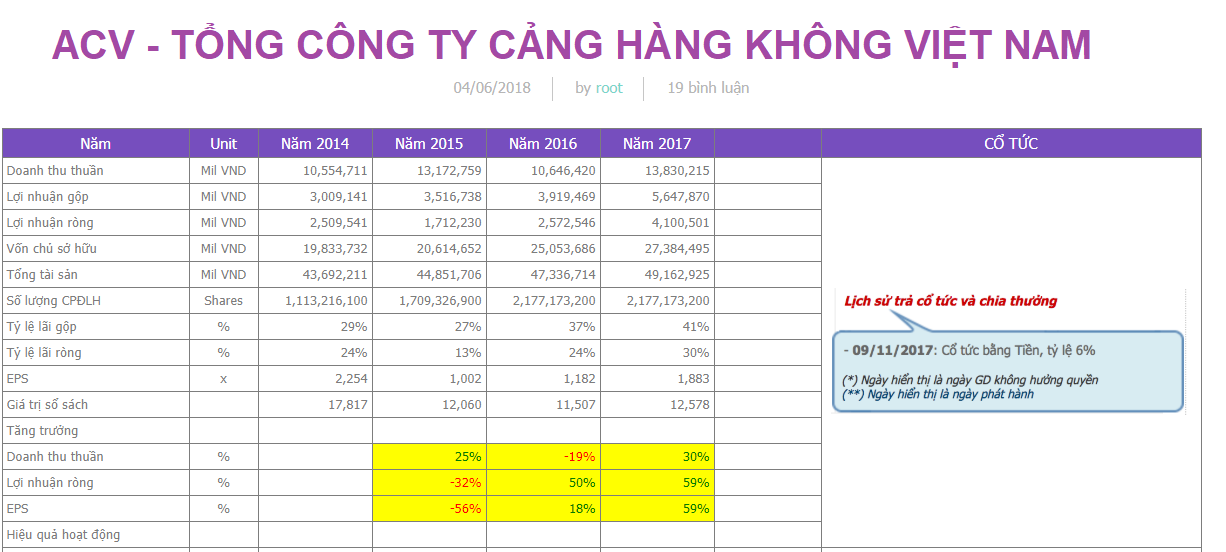 ACV - TỔNG CÔNG TY CẢNG HÀNG KHÔNG VIỆT NAM
04/06/2018 by root 19 bình luận
Năm Unit Năm 2014 Năm 2015 Năm 2016 Năm 2017 CỔ TỨC
Doanh thu thuần Mil VND 10,554,711 13,172,759 10,646,420 13,830,215
Lợi nhuận gộp Mil VND 3,009,141 3,516,738 3,919,469 5,647,870
Lợi nhuận ròng Mil VND 2,509,541 1,712,230 2,572,546 4,100,501
Vốn chủ sở hữu Mil VND 19,833,732 20,614,652 25,053,686 27,384,495
Tổng tài sản Mil VND 43,692,211 44,851,706 47,336,714 49,162,925
Số lượng CPĐLH Shares 1,113,216,100 1,709,326,900 2,177,173,200 2,177,173,200
Tỷ lệ lãi gộp % 29% 27% 37% 41%
Tỷ lệ lãi ròng % 24% 13% 24% 30%
EPS x 2,254 1,002 1,182 1,883
Giá trị sổ sách 17,817 12,060 11,507 12,578
Tăng trưởng
Doanh thu thuần % 25% -19% 30%
Lợi nhuận ròng % -32% 50% 59%
EPS % -56% 18% 59%
Hiệu quả hoạt động
Lịch sử trả cổ tức và chia thưởng
- 09/11/2017: Cổ tức bằng Tiền, tỷ lệ 6%
(*) Ngày hiển thị là ngày GD không hưởng quyền
(**) Ngày hiển thị là ngày phát hành